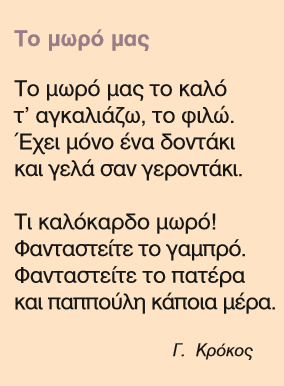 Το μωρό μας
Το μωρό μας το καλό
τ’ αγκαλιάζω, το φιλώ.
Έχει μόνο ένα δοντάκι
και γελά σαν γεροντάκι.
Τι καλόκαρδο μωρό!
Φανταστείτε το γαμπρό.
Φανταστείτε το πατέρα
και παππούλη κάποια μέρα.
Γ. Κρόκος